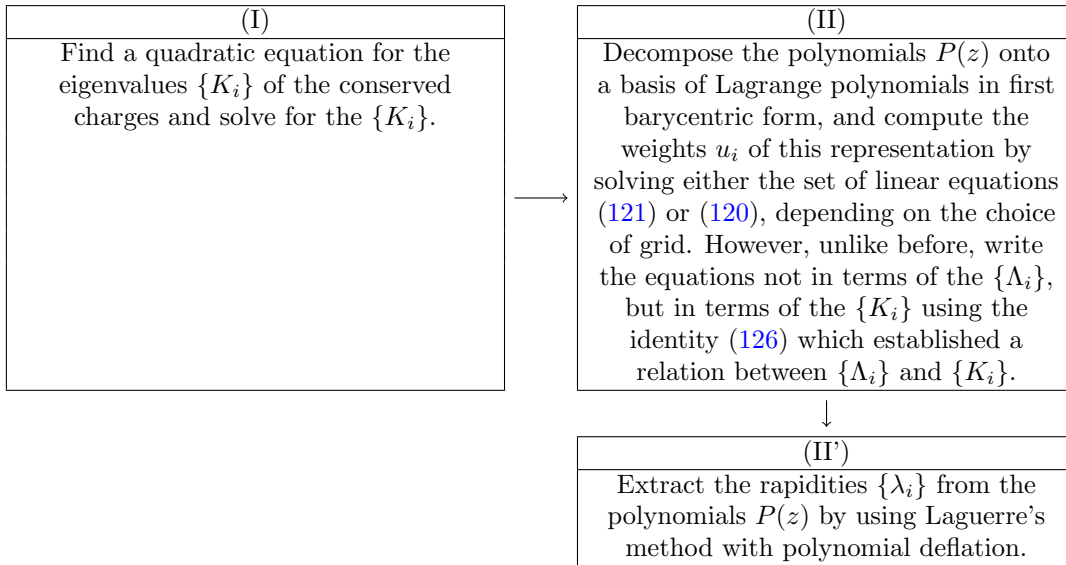 (I)
Find a quadratic equation for the
eigenvalues {K_i} of the conserved
charges and solve for the {K_i}.
(II)
Decompose the polynomials P(z) onto
a basis of Lagrange polynomials in first
barycentric form, and compute the
weights u_i of this representation by
solving either the set of linear equations
(121) or (120), depending on the choice
of grid. However, unlike before, write
the equations not in terms of the {Λ_i},
but in terms of the {K_i} using the
identity (126) which established a
relation between {Λ_i} and {K_i}.
(II')
Extract the rapidities {λ_i} from the
polynomials P(z) by using Laguerre's
method with polynomial deflation.